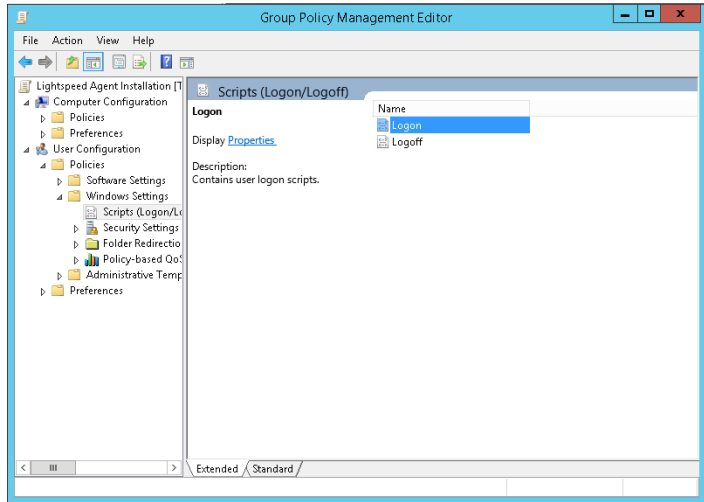 Group Policy Management Editor
File Action View Help
Lightspeed Agent Installation [T
Computer Configuration
Policies
Preferences
User Configuration
Policies
Software Settings
Windows Settings
Scripts (Logon/Lo
Security Settings
Folder Redirectio
Policy-based QoS
Administrative Temp
Preferences
Scripts (Logon/Logoff)
Logon
Display Properties
Description:
Contains user logon scripts.
Name
Logon
Logoff
Extended Standard